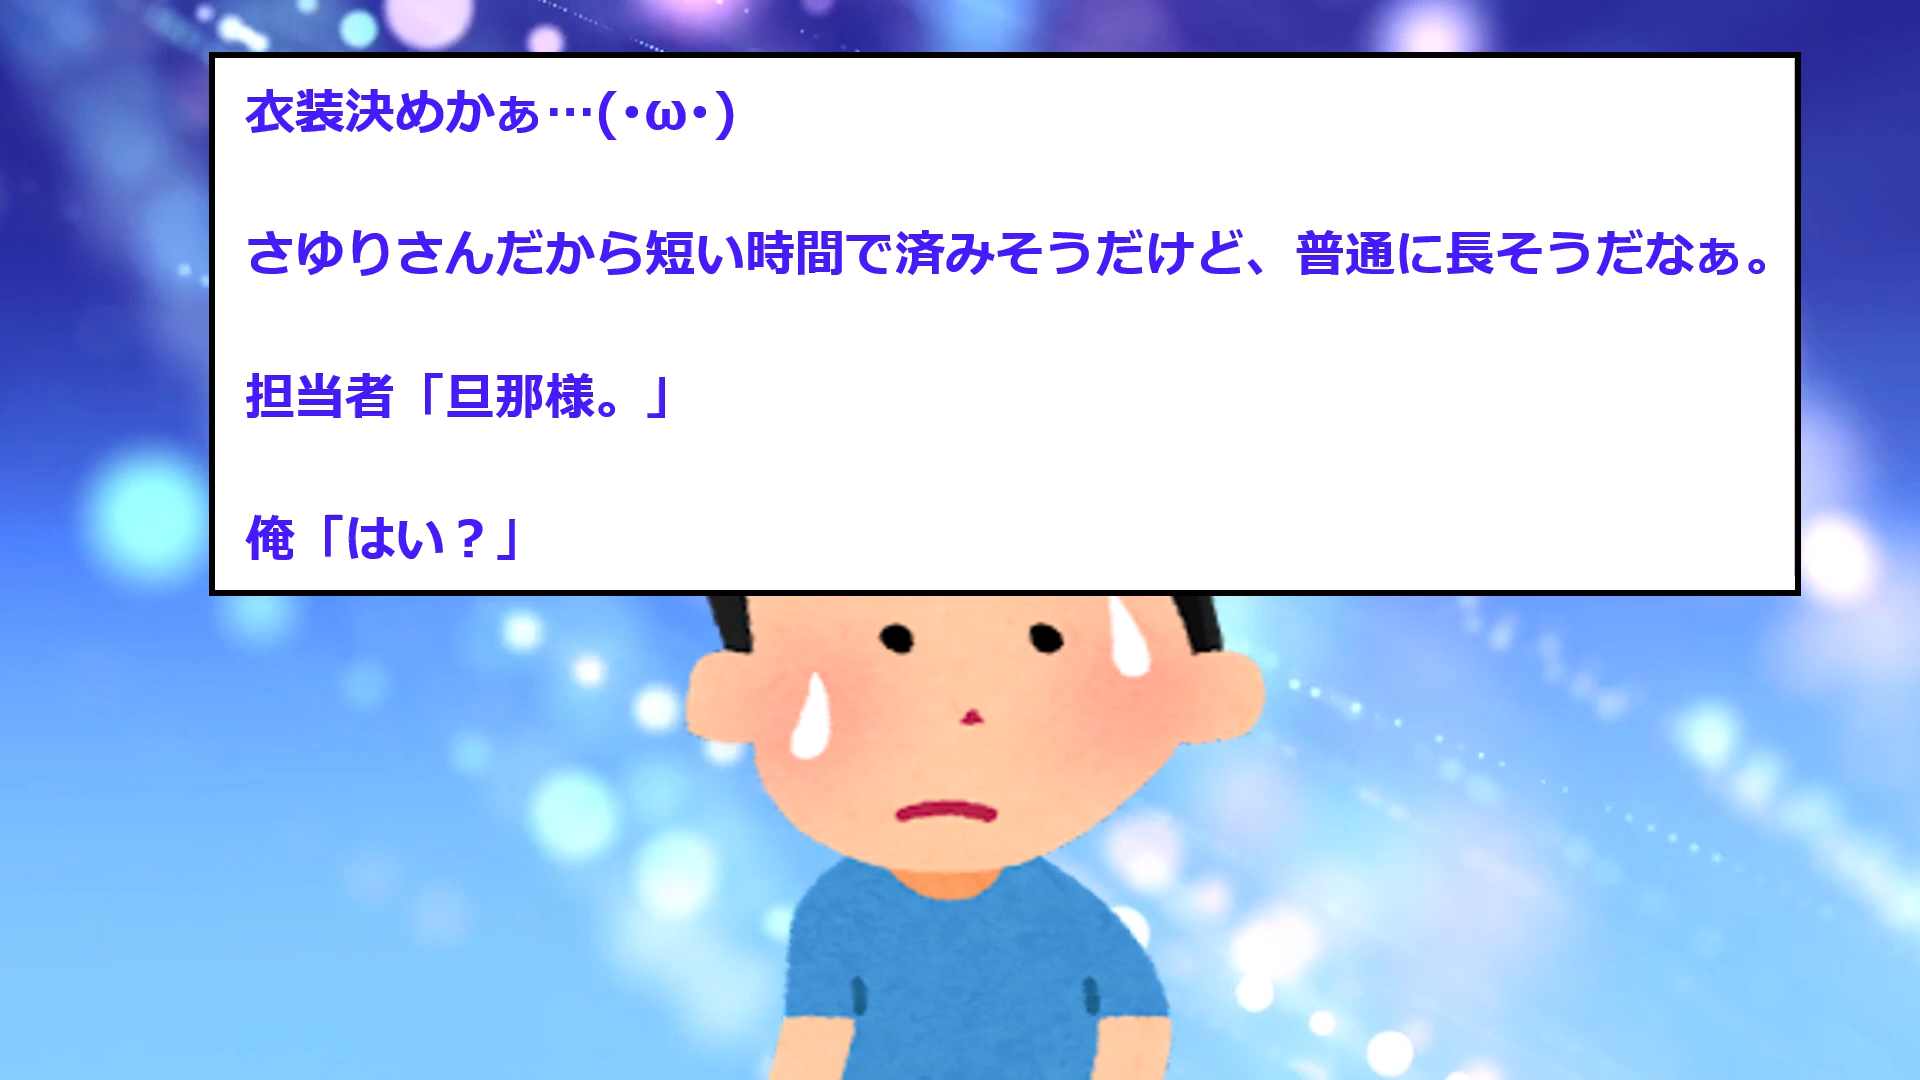 衣装決めかぁ…(･ω･)
さゆりさんだから短い時間で済みそうだけど、普通に長そうだなぁ。
担当者「旦那様。」
俺「はい？」